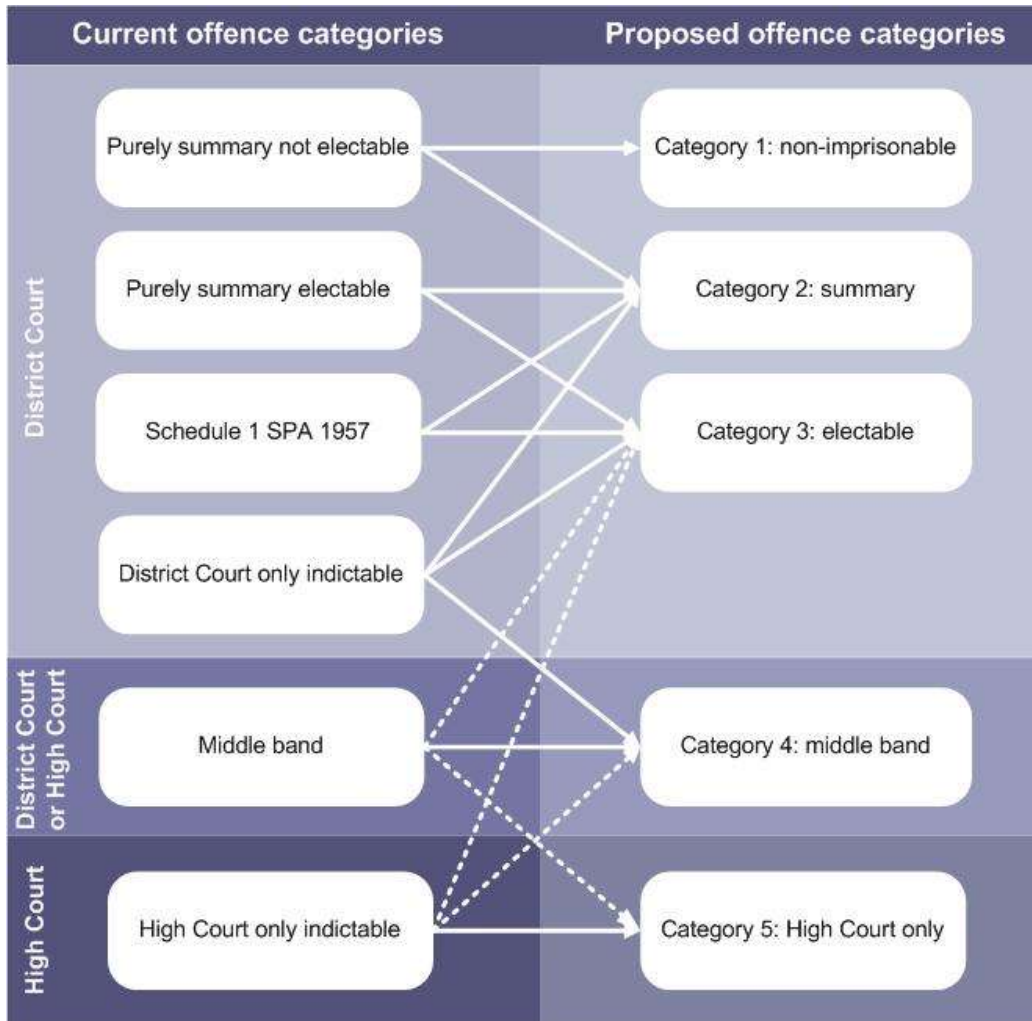 Current offence categories
Proposed offence categories
District Court
Purely summary not electable
Category 1: non-imprisonable
Purely summary electable
Category 2: summary
Schedule 1 SPA 1957
Category 3: electable
District Court only indictable
District Court
or High Court
Middle band
Category 4: middle band
High Court
High Court only indictable
Category 5: High Court only